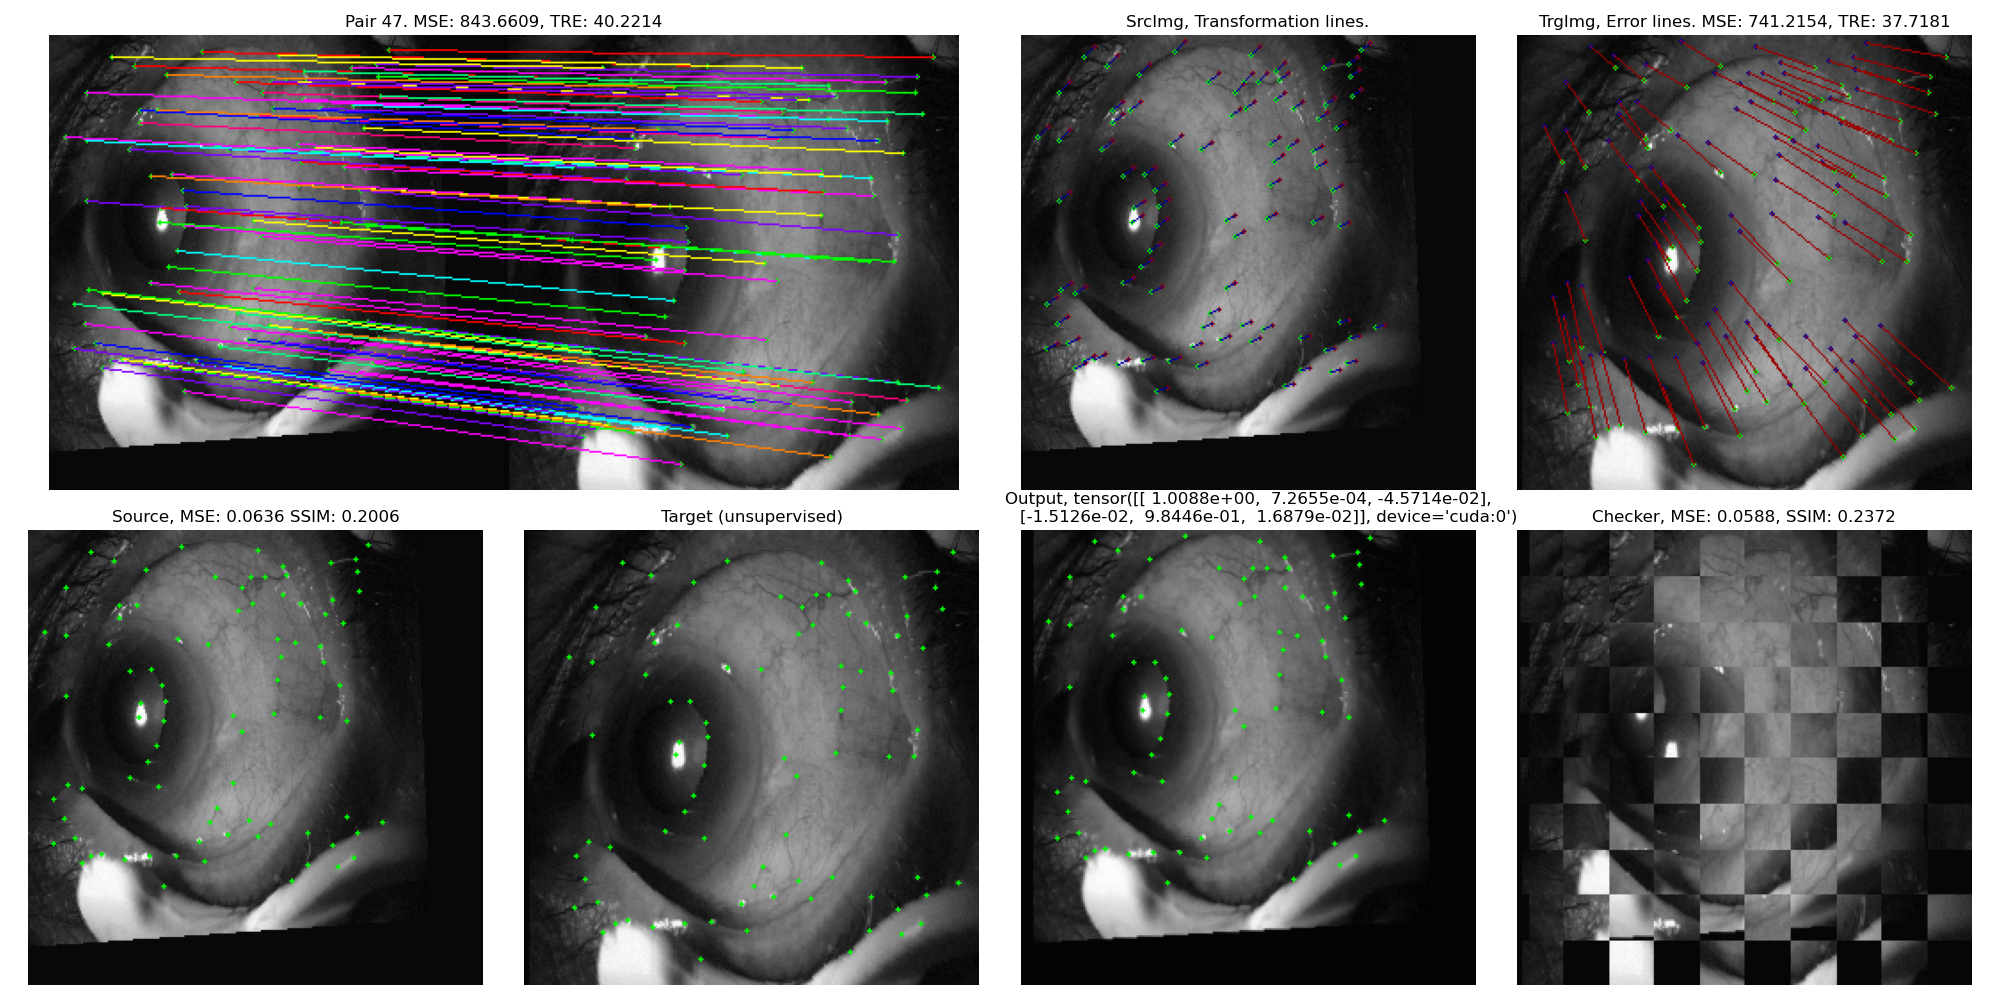 Pair 47. MSE: 843.6609, TRE: 40.2214
SrcImg, Transformation lines.
TrgImg, Error lines. MSE: 741.2154, TRE: 37.7181
Source, MSE: 0.0636 SSIM: 0.2006
Target (unsupervised)
Output, tensor([[ 1.0088e+00,  7.2655e-04, -4.5714e-02],
[-1.5126e-02,  9.8446e-01,  1.6879e-02]], device='cuda:0')
Checker, MSE: 0.0588, SSIM: 0.2372